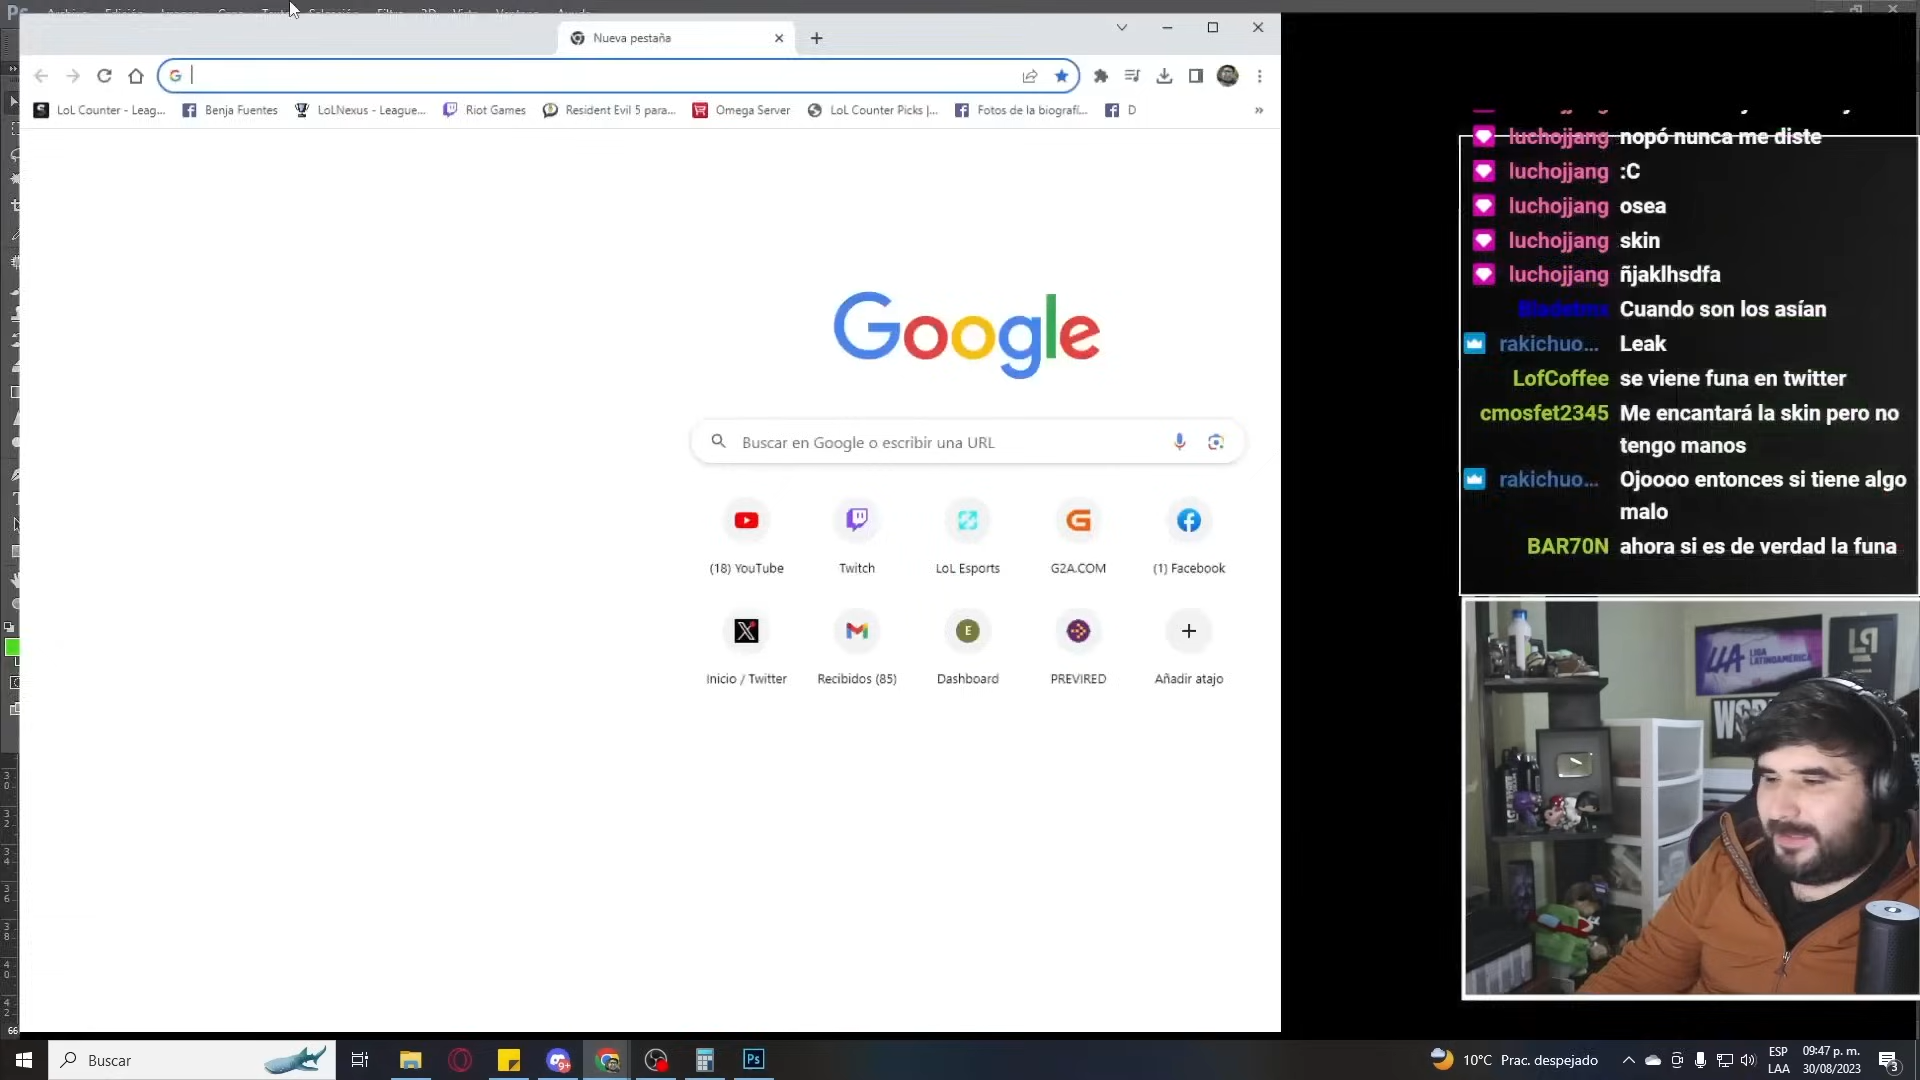 Nueva pestaña
LoL Counter - Leag...
Benja Fuentes
LoLNexus - League...
Riot Games
Resident Evil 5 para...
Omega Server
LoL Counter Picks |...
Fotos de la biografí...
D
»
Google
Buscar en Google o escribir una URL
(18) YouTube
Twitch
LoL Esports
G2A.COM
(1) Facebook
Inicio / Twitter
Recibidos (85)
Dashboard
PREVIRED
Añadir atajo
luchojjang nopó nunca me diste
luchojjang :C
luchojjang osea
luchojjang skin
luchojjang ñjaklhsdfa
Cuando son los asían
rakichuo... Leak
LofCoffee se viene funa en twitter
cmosfet2345 Me encantará la skin pero no
tengo manos
rakichuo... Ojoooo entonces si tiene algo
malo
BAR70N ahora si es de verdad la funa
LIGA
LATINOAMÉRICA
Buscar
10°C Prac. despejado
ESP
LAA
09:47 p. m.
30/08/2023